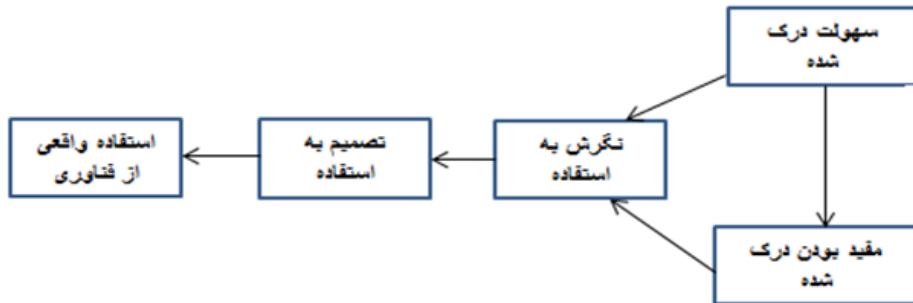 سهولت درک
شده
نگرش به
استفاده
تصمیم به
استفاده
استفاده واقعی
از فناوری
مفید بودن درک
شده